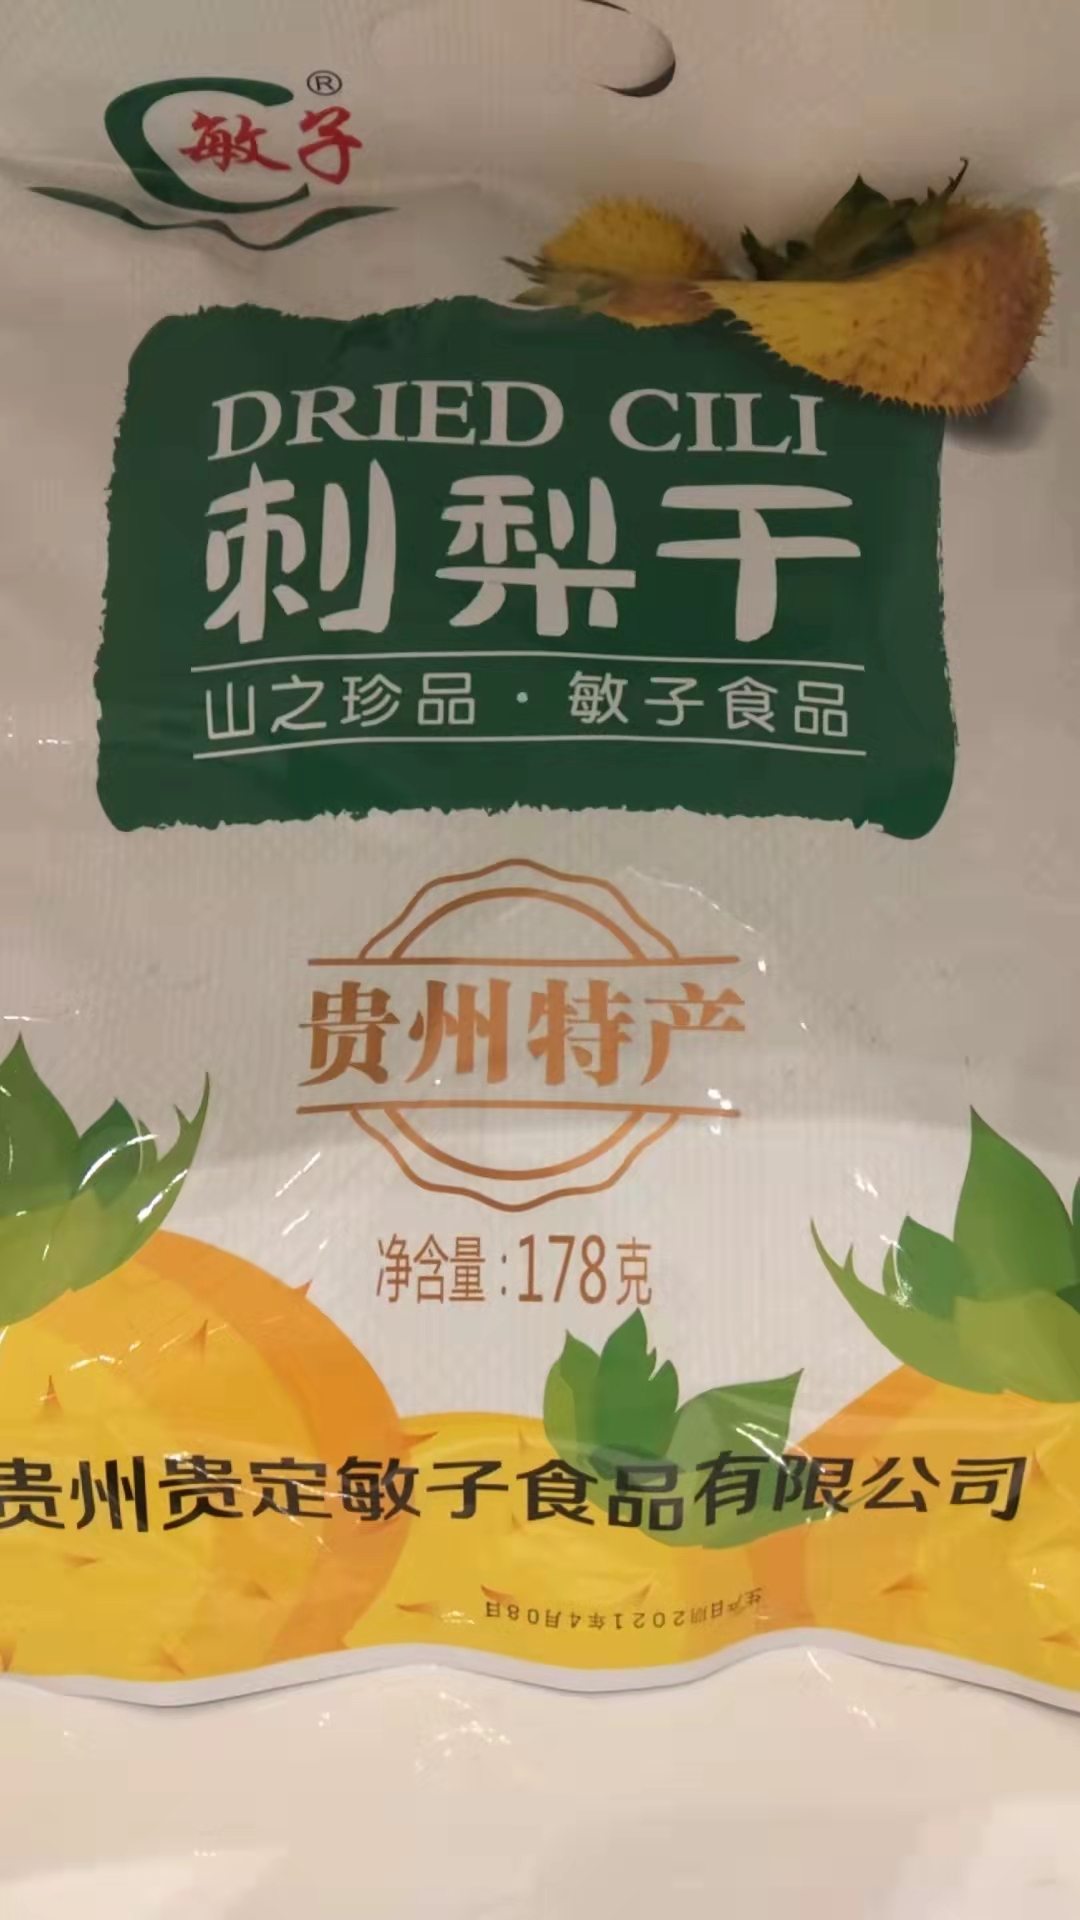 敏子®
DRIED CILI
刺梨干
山之珍品·敏子食品
贵州特产
净含量:178克
贵州贵定敏子食品有限公司
生产日期2021年4月08日